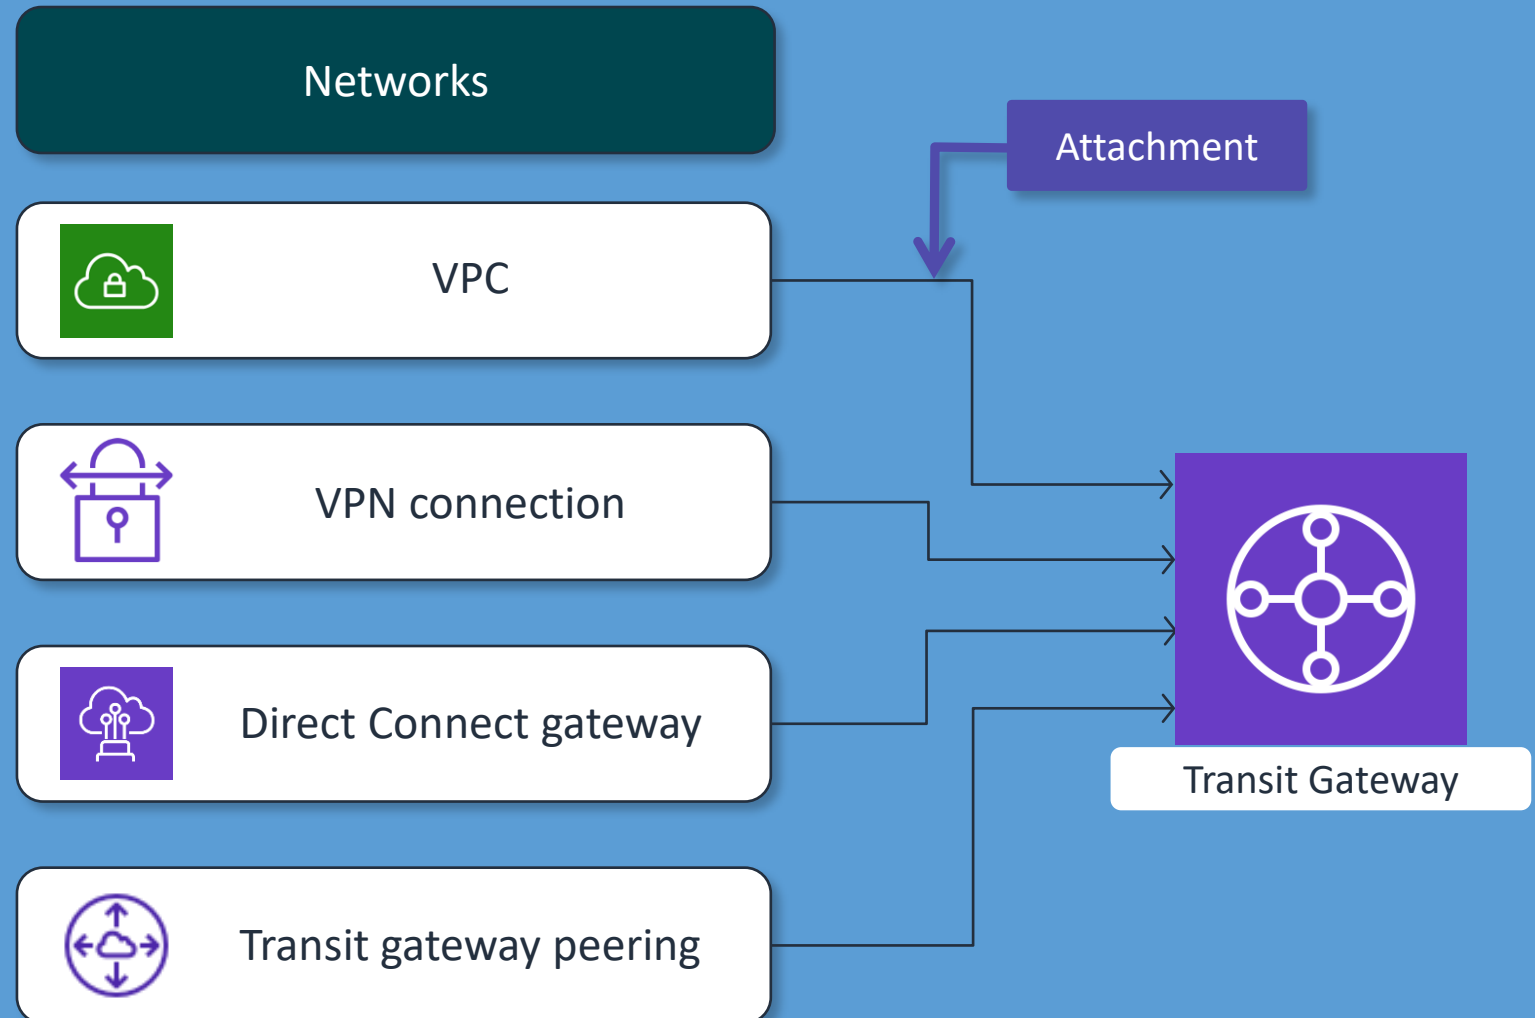 Networks
Attachment
VPC
VPN connection
Direct Connect gateway
Transit Gateway
Transit gateway peering